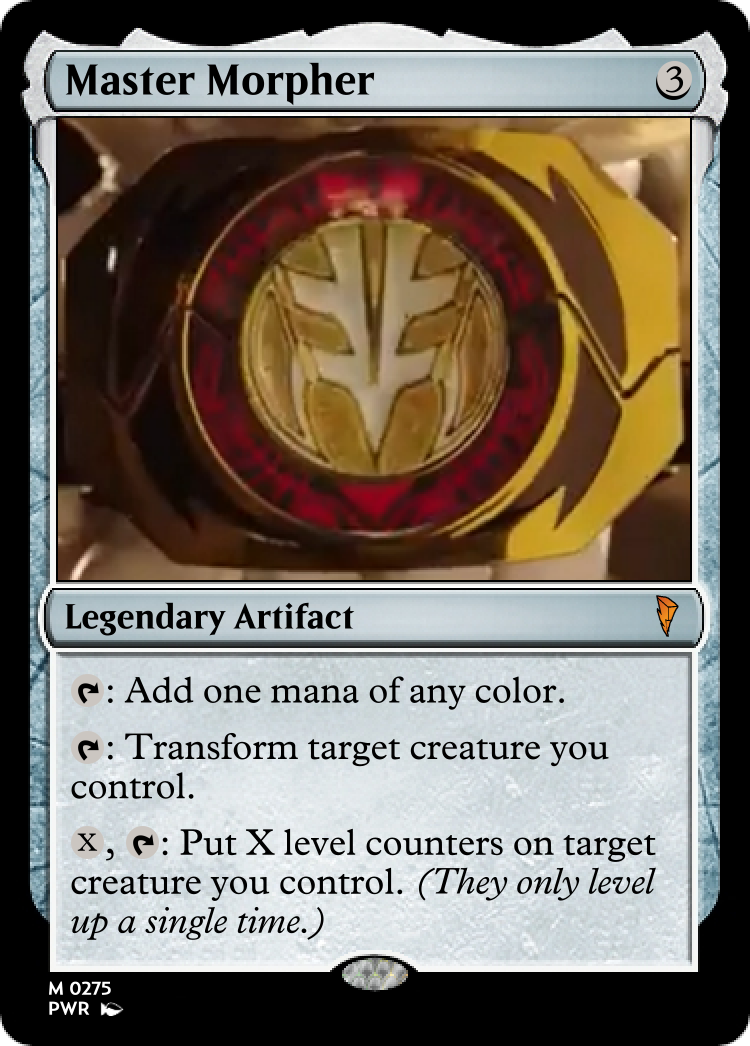 Master Morpher 3
Legendary Artifact
: Add one mana of any color.
: Transform target creature you
control.
X, : Put X level counters on target
creature you control. (They only level
up a single time.)
M 0275
PWR